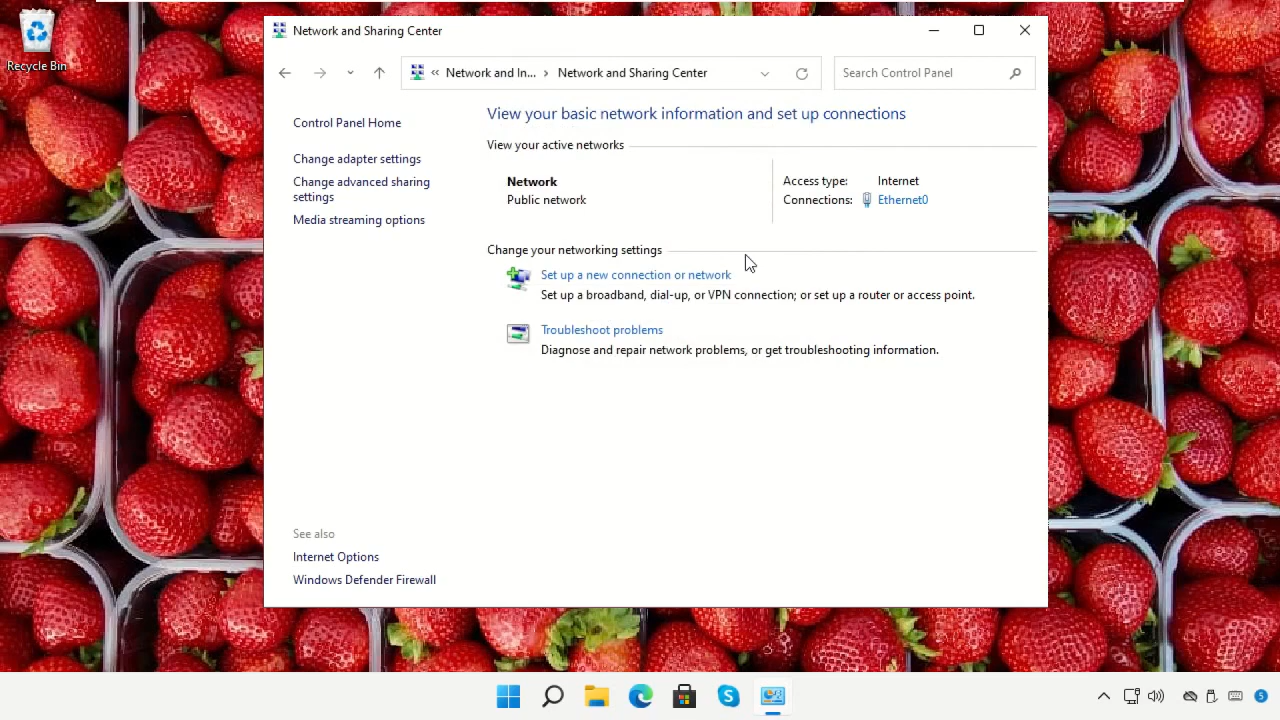 Recycle Bin
Network and Sharing Center
Network and In... › Network and Sharing Center
Search Control Panel
Control Panel Home
Change adapter settings
Change advanced sharing
settings
Media streaming options
See also
Internet Options
Windows Defender Firewall
View your basic network information and set up connections
View your active networks
Network
Public network
Access type: Internet
Connections: Ethernet0
Change your networking settings
Set up a new connection or network
Set up a broadband, dial-up, or VPN connection; or set up a router or access point.
Troubleshoot problems
Diagnose and repair network problems, or get troubleshooting information.
5